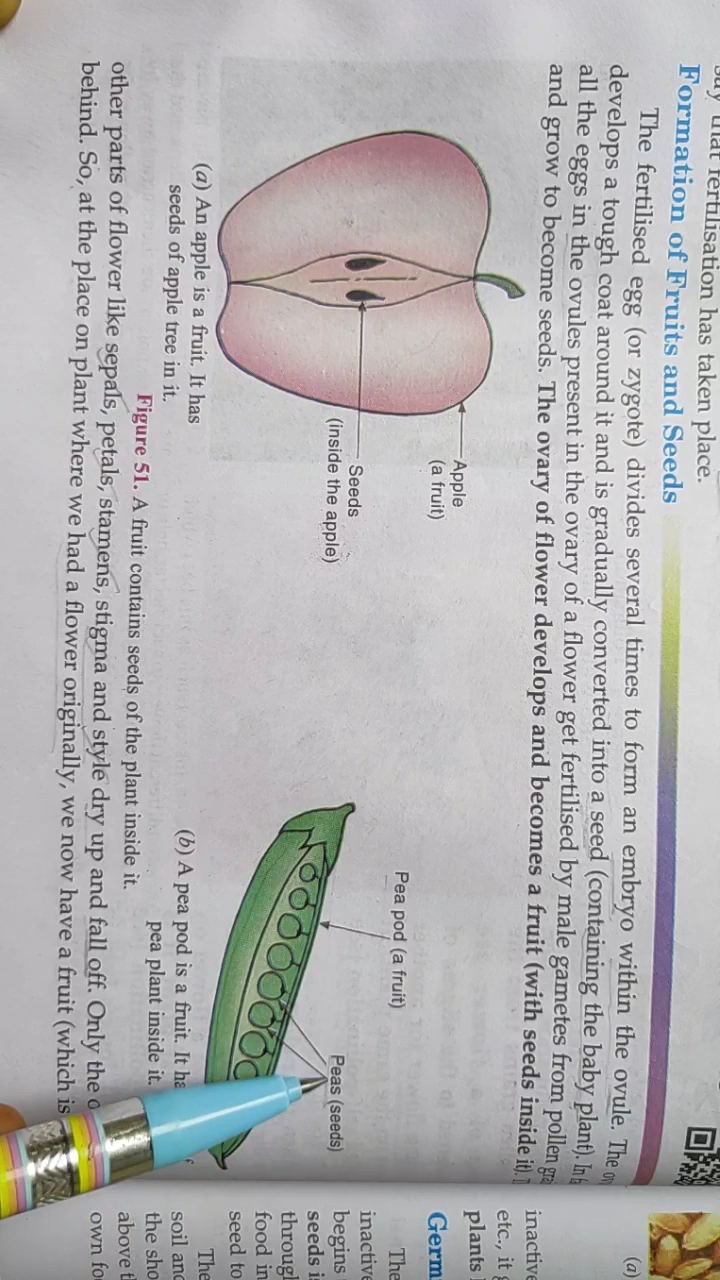 that fertilisation has taken place.
Formation of Fruits and Seeds
The fertilised egg (or zygote) divides several times to form an embryo within the ovule. The
develops a tough coat around it and is gradually converted into a seed (containing the baby plant). In
all the eggs in the ovules present in the ovary of a flower get fertilised by male gametes from pollen
and grow to become seeds. The ovary of flower develops and becomes a fruit (with seeds inside it).
Apple
(a fruit)
Seeds
(inside the apple)
(a) An apple is a fruit. It has
seeds of apple tree in it.
Pea pod (a fruit)
Peas (seeds)
(b) A pea pod is a fruit. It
pea plant inside it.
Figure 51. A fruit contains seeds of the plant inside it.
other parts of flower like sepals, petals, stamens, stigma and style dry up and fall off. Only the
behind. So, at the place on plant where we had a flower originally, we now have a fruit (which is
(a)
inactive
etc., it
plants
Germ
The
inactive
begins
seeds i
through
food in
seed to
The
soil and
the sho
above t
own fo